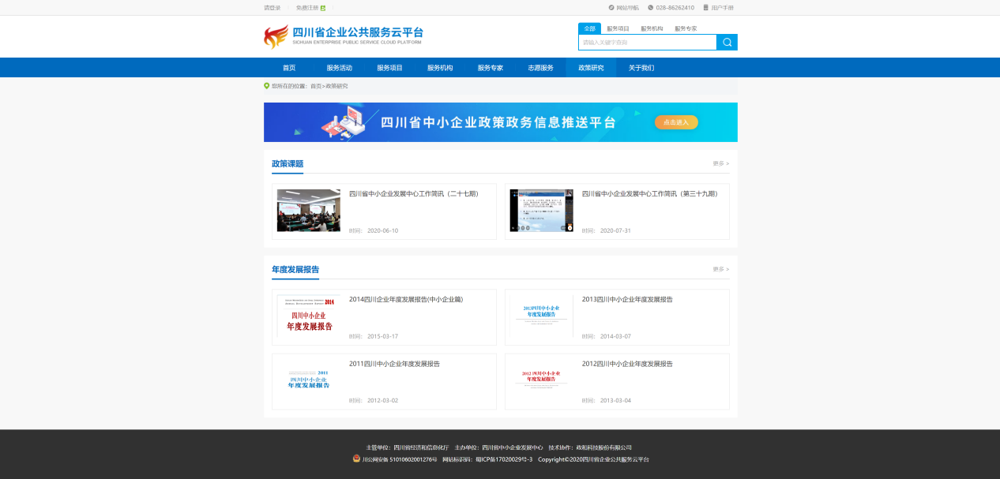 请登录 免费注册 网站导航 028-86262410 用户手册
四川省企业公共服务云平台
SICHUAN ENTERPRISE PUBLIC SERVICE CLOUD PLATFORM
全部 服务项目 服务机构 服务专家
请输入关键字查询
首页 服务活动 服务项目 服务机构 服务专家 志愿服务 政策研究 关于我们
您所在的位置：首页>政策研究
四川省中小企业政策政务信息推送平台 点击进入
政策课题 更多 >
四川省中小企业发展中心工作简讯（二十七期）
时间： 2020-06-10
四川省中小企业发展中心工作简讯（第三十九期）
时间： 2020-07-31
年度发展报告 更多 >
2014
四川中小企业
年度发展报告
2014四川企业年度发展报告(中小企业篇)
时间： 2015-03-17
2013四川中小企业
年度发展报告
2013四川中小企业年度发展报告
时间： 2014-03-07
2011
四川中小企业
年度发展报告
2011四川中小企业年度发展报告
时间： 2012-03-02
2012 四川中小企业
年度发展报告
2012四川中小企业年度发展报告
时间： 2013-03-04
主管单位：四川省经济和信息化厅 主办单位：四川省中小企业发展中心 技术协作：政和科技股份有限公司
川公网安备 51010602001276号 网站标识码：蜀ICP备17020029号-3 Copyright©2020四川省企业公共服务云平台